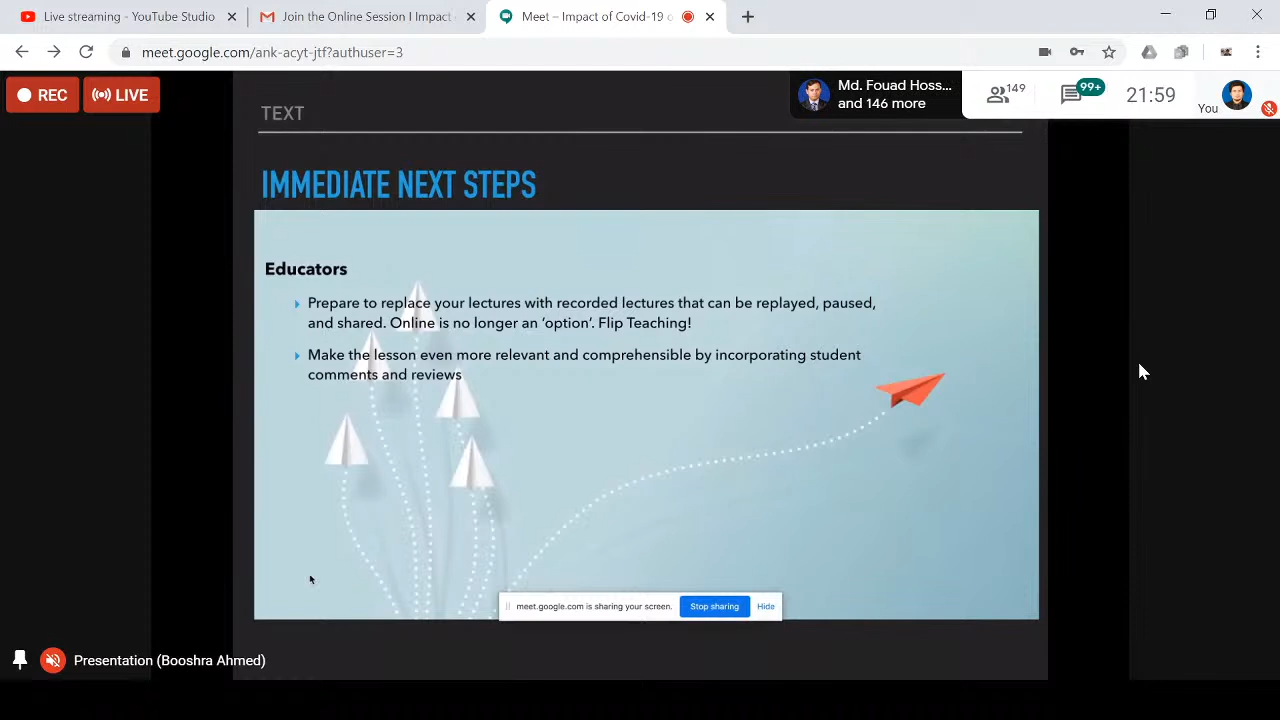 Live streaming - YouTube Studio
Join the Online Session I Impact
Meet – Impact of Covid-19 o
meet.google.com/ank-acyt-jtf?authuser=3
REC
LIVE
Md. Fouad Hoss...
and 146 more
149
99+
21:59
You
TEXT
IMMEDIATE NEXT STEPS
Educators
Prepare to replace your lectures with recorded lectures that can be replayed, paused,
and shared. Online is no longer an ‘option’. Flip Teaching!
Make the lesson even more relevant and comprehensible by incorporating student
comments and reviews
meet.google.com is sharing your screen.
Stop sharing
Hide
Presentation (Booshra Ahmed)